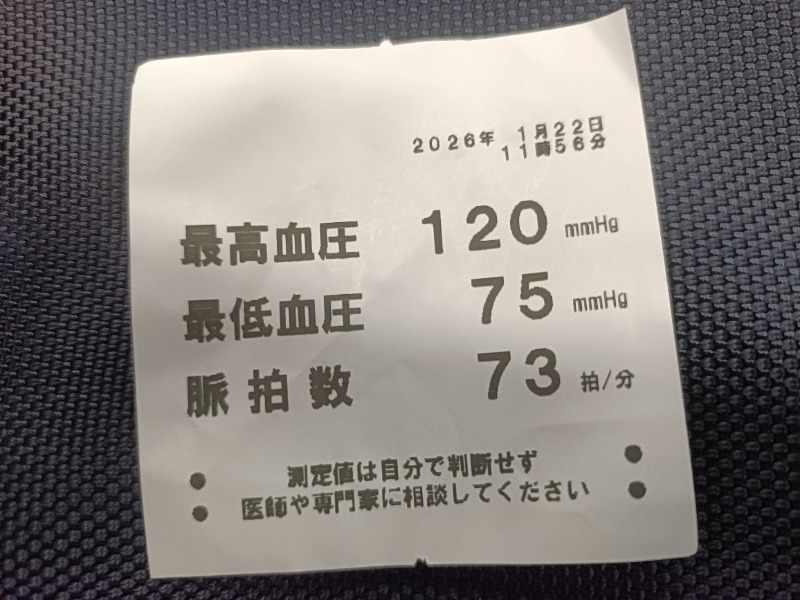 2026年 1月22日
11時56分
最高血圧 120 mmHg
最低血圧 75 mmHg
脈拍数 73 拍/分
● 測定値は自分で判断せず ●
● 医師や専門家に相談してください ●